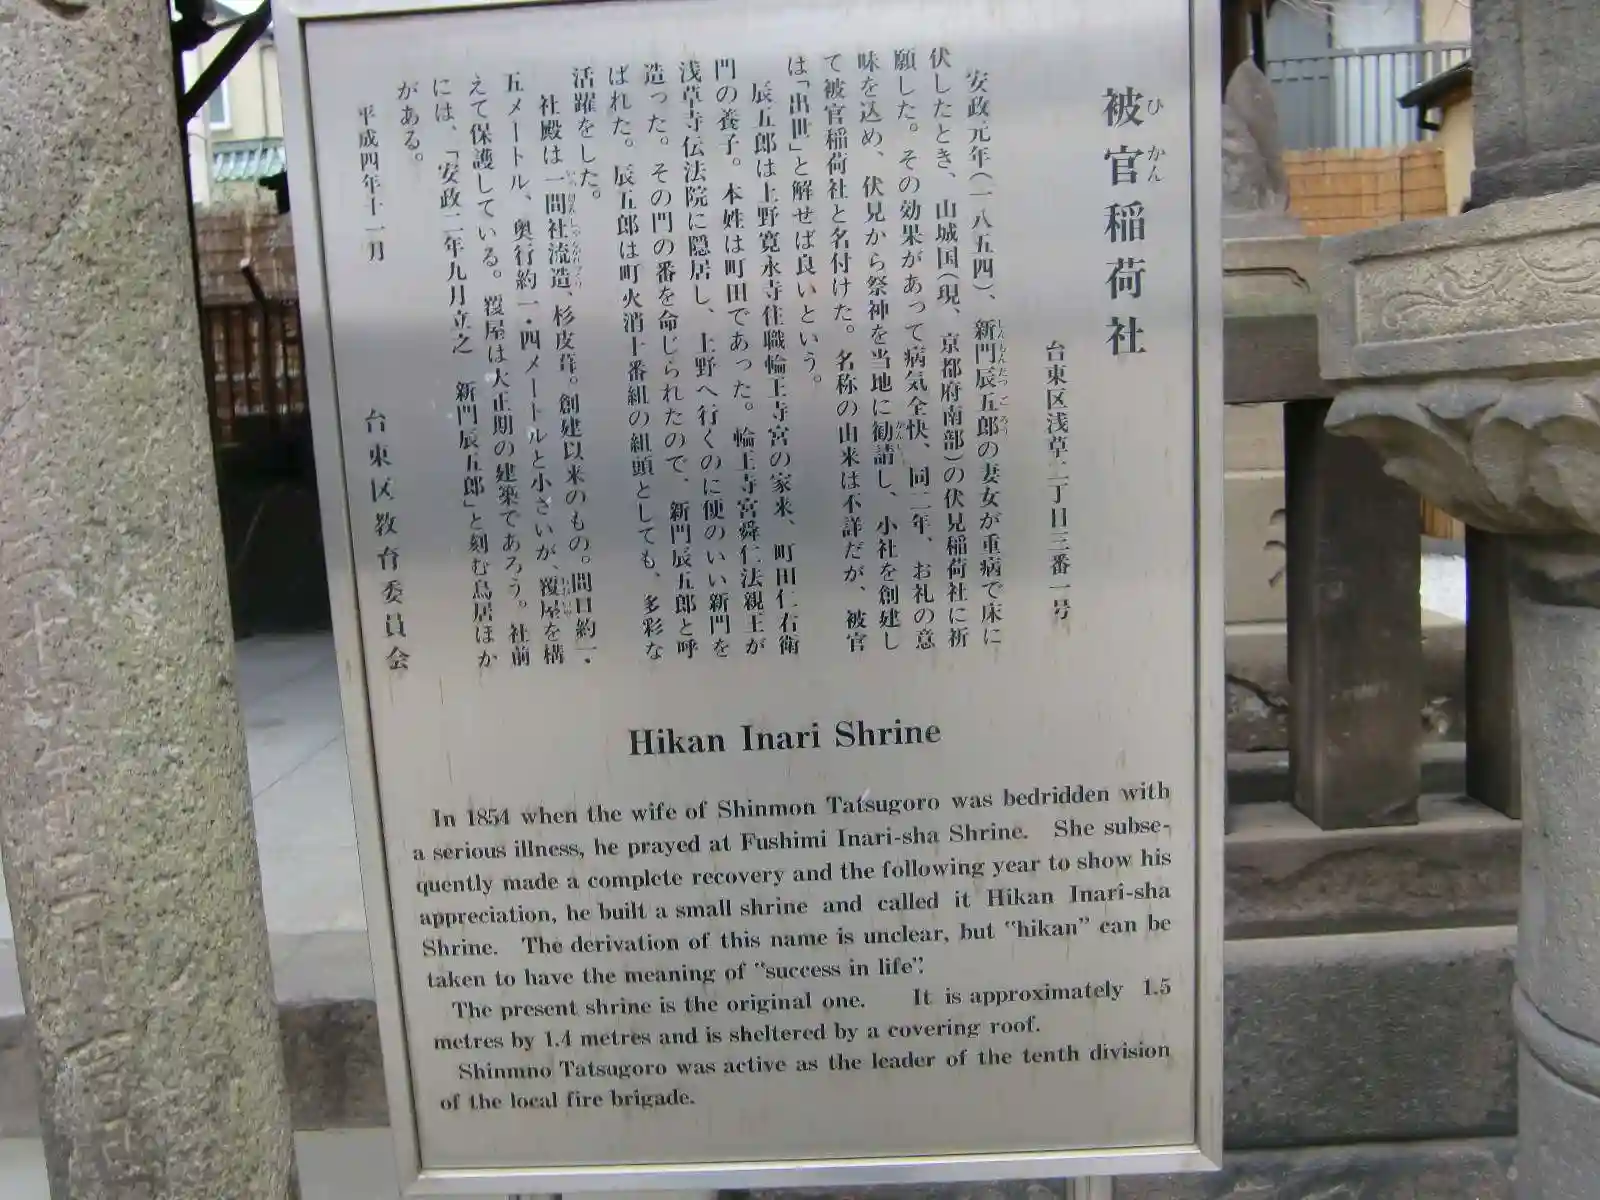 被官稲荷社
台東区浅草二丁目三番一号
安政元年(一八五四)、新門辰五郎の妻女が重病で床に
伏したとき、山城国(現、京都府南部)の伏見稲荷社に祈
願した。その効果があって病気全快、同二年、お礼の意
味を込め、伏見から祭神を当地に勧請し、小社を創建し
て被官稲荷社と名付けた。名称の由来は不詳だが、被官
は「出世」と解せば良いという。
辰五郎は上野寛永寺住職輪王寺宮の家来、町田仁右衛
門の養子。本姓は町田であった。輪王寺宮舜仁法親王が
浅草寺伝法院に隠居し、上野へ行くのに便のいい新門を
造った。その門の番を命じられたので、新門辰五郎と呼
ばれた。辰五郎は町火消十番組の組頭としても、多彩な
活躍をした。
社殿は一間社流造、杉皮葺。創建以来のもの。間口約一・
五メートル、奥行約一・四メートルと小さいが、覆屋を構
えて保護している。覆屋は大正期の建築であろう。社前
には、「安政二年九月立之 新門辰五郎」と刻む鳥居ほか
がある。
平成四年十一月
台東区教育委員会
Hikan Inari Shrine
In 1854 when the wife of Shinmon Tatsugoro was bedridden with
a serious illness, he prayed at Fushimi Inari-sha Shrine. She subse-
quently made a complete recovery and the following year to show his
appreciation, he built a small shrine and called it Hikan Inari-sha
Shrine. The derivation of this name is unclear, but "hikan" can be
taken to have the meaning of "success in life".
The present shrine is the original one. It is approximately 1.5
metres by 1.4 metres and is sheltered by a covering roof.
Shinmno Tatsugoro was active as the leader of the tenth division
of the local fire brigade.